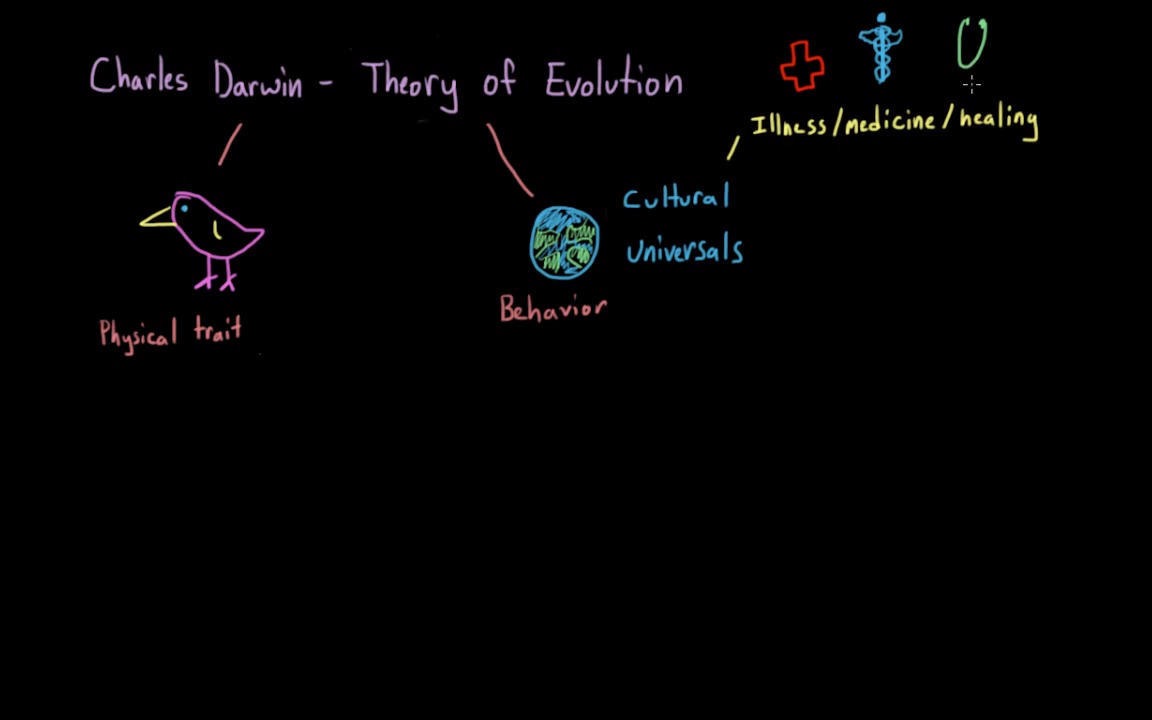 Charles Darwin - Theory of Evolution
Illness/medicine/healing
Cultural
Universals
Behavior
Physical trait